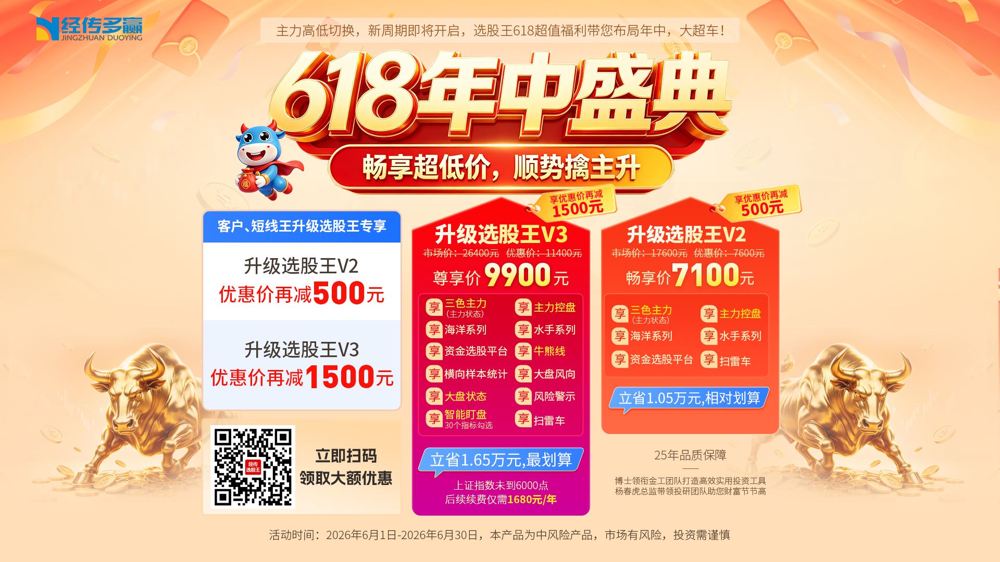 经传多赢
JINGZHUAN DUOYING
主力高低切换，新周期即将开启，选股王618超值福利带您布局年中，大超车！
618年中盛典
畅享超低价，顺势擒主升
福
客户、短线王升级选股王专享
升级选股王V2
优惠价再减500元
升级选股王V3
优惠价再减1500元
经传
选股王
立即扫码
领取大额优惠
享优惠价再减
1500元
升级选股王V3
市场价：26400元 优惠价：11400元
尊享价9900元
享 三色主力
（主力状态）
享 主力控盘
享 海洋系列
享 水手系列
享 资金选股平台
享 牛熊线
享 横向样本统计
享 大盘风向
享 大盘状态
享 风险警示
享 智能盯盘
30个指标勾选
享 扫雷车
立省1.65万元,最划算
上证指数未到6000点
后续续费仅需1680元/年
享优惠价再减
500元
升级选股王V2
市场价：17600元 优惠价：7600元
畅享价7100元
享 三色主力
（主力状态）
享 主力控盘
享 海洋系列
享 水手系列
享 资金选股平台
享 扫雷车
立省1.05万元,相对划算
25年品质保障
博士领衔金工团队打造高效实用投资工具
杨春虎总监带领投研团队助您财富节节高
活动时间：2026年6月1日-2026年6月30日，本产品为中风险产品，市场有风险，投资需谨慎